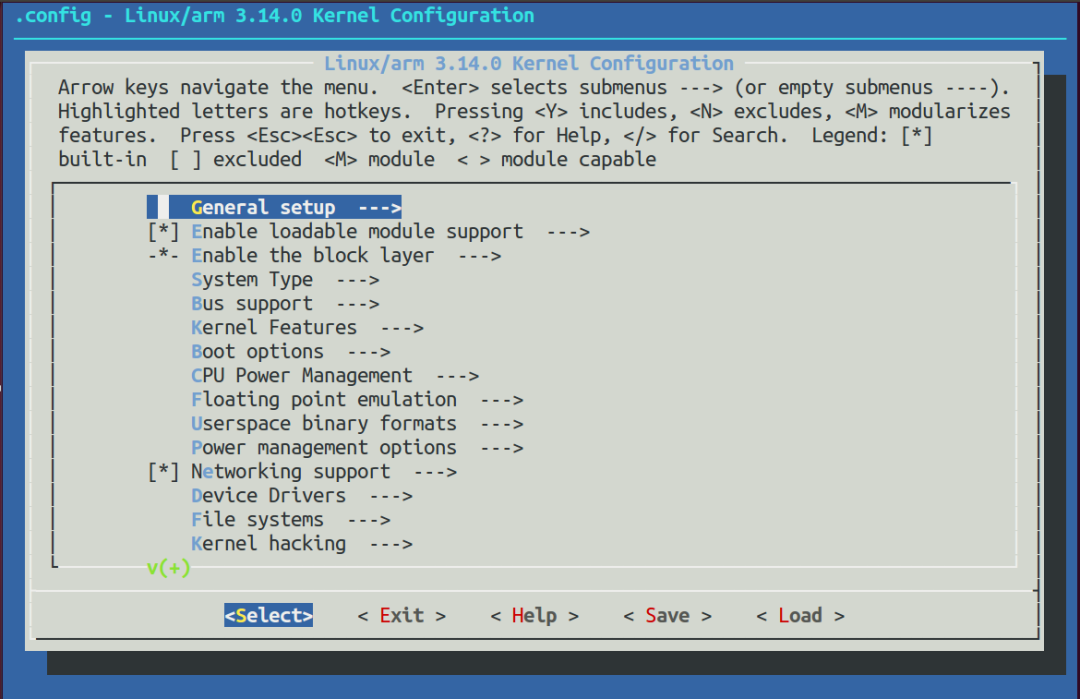 .config - Linux/arm 3.14.0 Kernel Configuration
Linux/arm 3.14.0 Kernel Configuration
Arrow keys navigate the menu.  <Enter> selects submenus ---> (or empty submenus ----).
Highlighted letters are hotkeys.  Pressing <Y> includes, <N> excludes, <M> modularizes
features.  Press <Esc><Esc> to exit, <?> for Help, </> for Search.  Legend: [*]
built-in  [ ] excluded  <M> module  < > module capable
General setup  --->
[*] Enable loadable module support  --->
-*- Enable the block layer  --->
System Type  --->
Bus support  --->
Kernel Features  --->
Boot options  --->
CPU Power Management  --->
Floating point emulation  --->
Userspace binary formats  --->
Power management options  --->
[*] Networking support  --->
Device Drivers  --->
File systems  --->
Kernel hacking  --->
v(+)
<Select>    < Exit >    < Help >    < Save >    < Load >